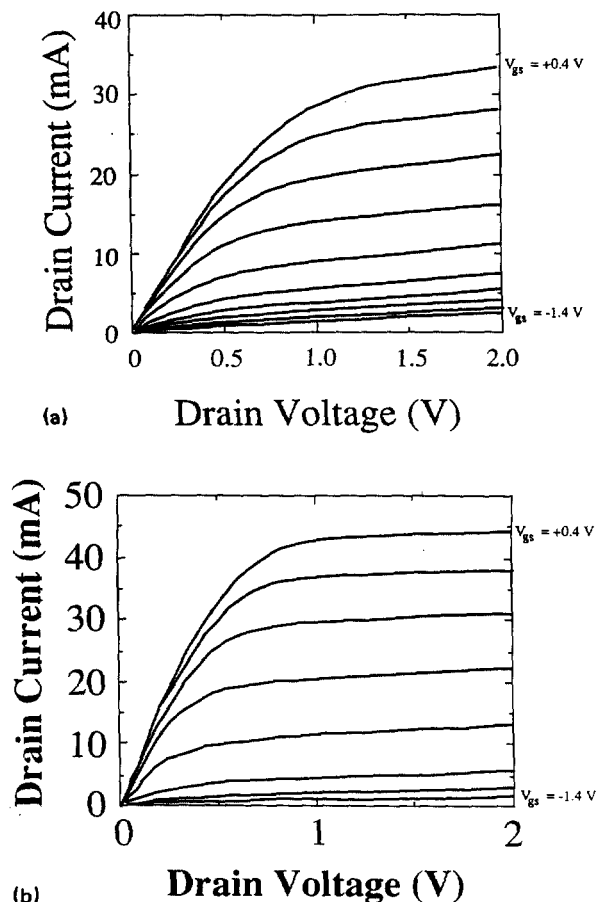 40
V_gs = +0.4 V
30
20
10
V_gs = -1.4 V
0
0 0.5 1.0 1.5 2.0
Drain Current (mA)
(a) Drain Voltage (V)
50
V_gs = +0.4 V
40
30
20
10
V_gs = -1.4 V
0
0 1 2
Drain Current (mA)
(b) Drain Voltage (V)